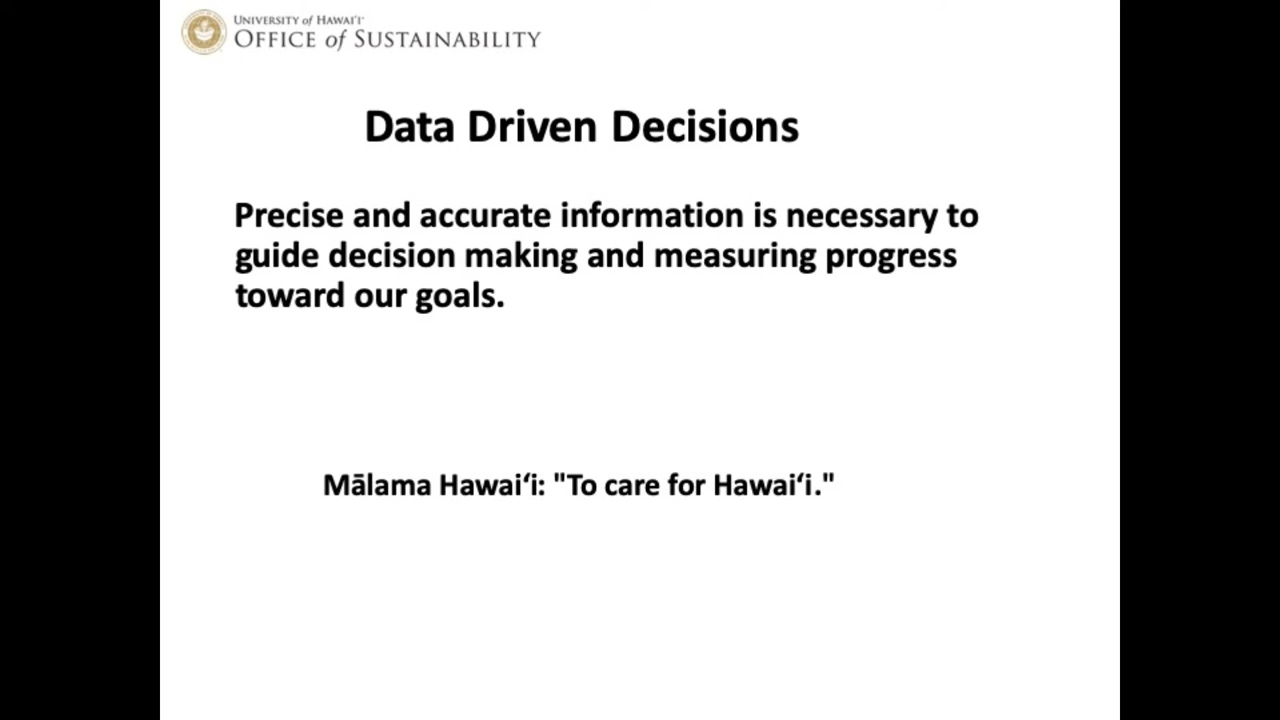 UNIVERSITY of HAWAIʻI
OFFICE of SUSTAINABILITY
Data Driven Decisions
Precise and accurate information is necessary to
guide decision making and measuring progress
toward our goals.
Mālama Hawaiʻi: "To care for Hawaiʻi."